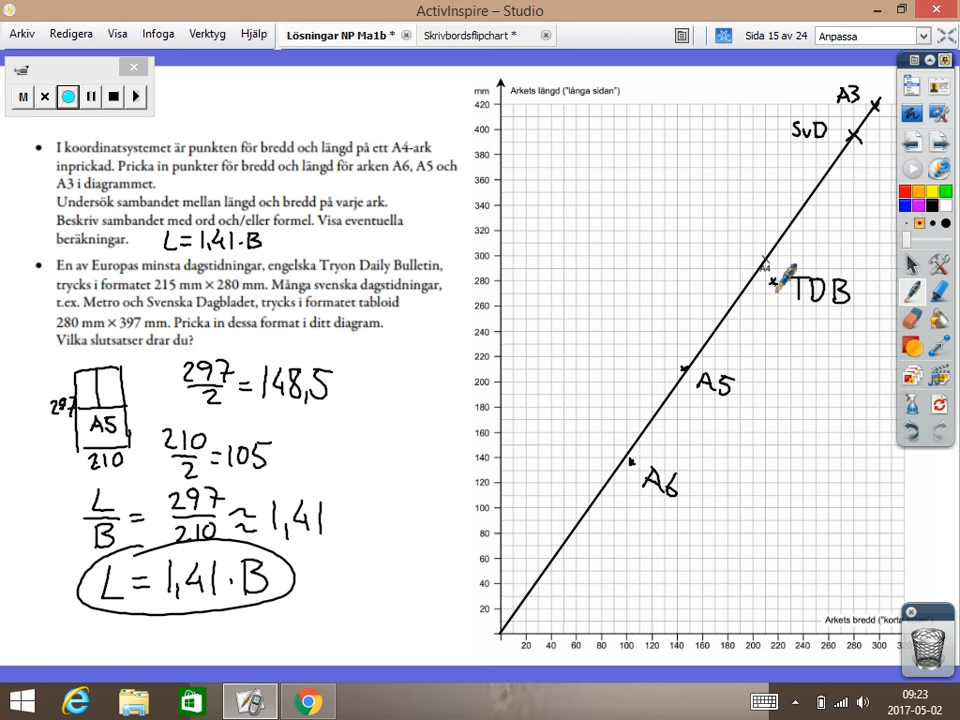 ActivInspire – Studio
Arkiv Redigera Visa Infoga Verktyg Hjälp
Lösningar NP Ma1b *
Skrivbordsflipchart *
Sida 15 av 24
Anpassa
M
• I koordinatsystemet är punkten för bredd och längd på ett A4-ark
inprickad. Pricka in punkter för bredd och längd för arken A6, A5 och
A3 i diagrammet.
Undersök sambandet mellan längd och bredd på varje ark.
Beskriv sambandet med ord och/eller formel. Visa eventuella
beräkningar. L=1,41·B
• En av Europas minsta dagstidningar, engelska Tryon Daily Bulletin,
trycks i formatet 215 mm × 280 mm. Många svenska dagstidningar,
t.ex. Metro och Svenska Dagbladet, trycks i formatet tabloid
280 mm × 397 mm. Pricka in dessa format i ditt diagram.
Vilka slutsatser drar du?
297/2 = 148,5
297
A5
210
210/2 = 105
L/B = 297/210 ≈ 1,41
L = 1,41 · B
mm
Arkets längd ("långa sidan")
A3
420
SvD
400
380
360
340
320
300
A4
280
TDB
260
240
220
200
A5
180
160
140
A6
120
100
80
60
40
20
Arkets bredd ("korta
20 40 60 80 100 120 140 160 180 200 220 240 260 280 300
09:23
2017-05-02